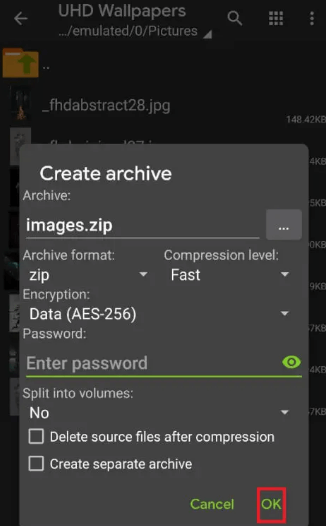 UHD Wallpapers
.../emulated/0/Pictures
..
_fhdabstract28.jpg
148.42KB
Create archive
Archive:
images.zip
...
Archive format:
Compression level:
zip
Fast
Encryption:
Data (AES-256)
Password:
Enter password
Split into volumes:
No
Delete source files after compression
Create separate archive
Cancel
OK